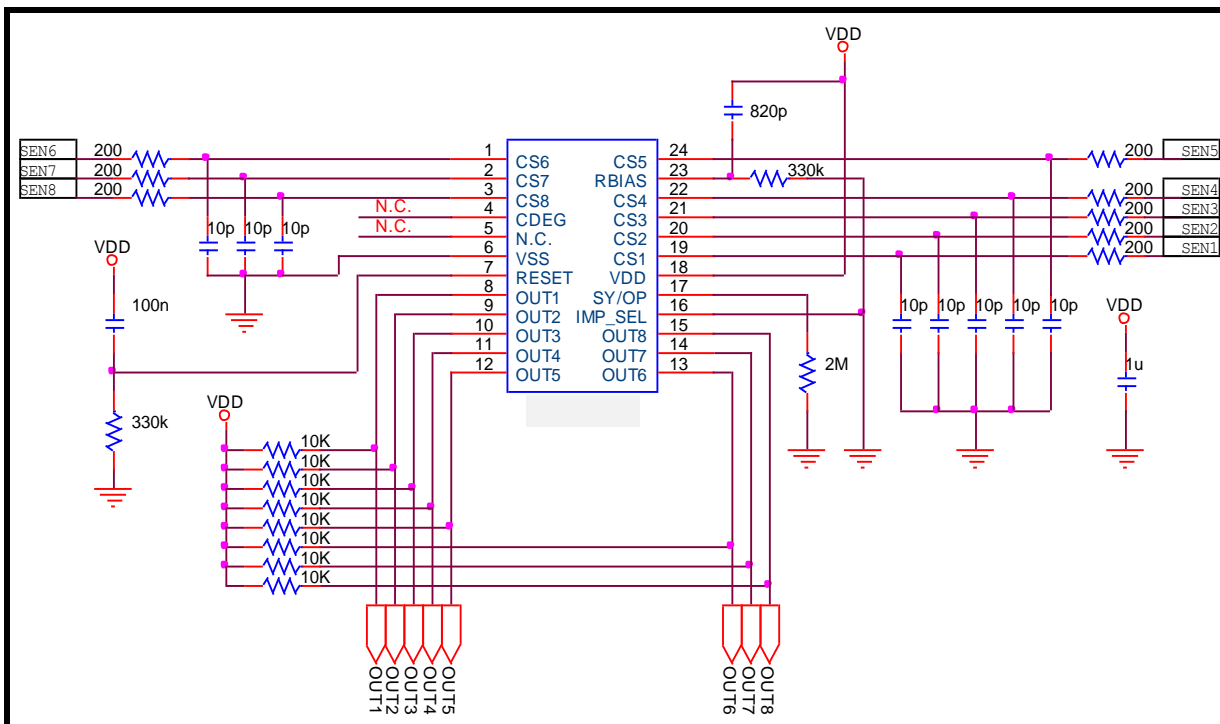 VDD
820p
SEN6 200 1 CS6 CS5 24 200 SEN5
SEN7 200 2 CS7 RBIAS 23 330k
SEN8 200 3 CS8 CS4 22 200 SEN4
N.C. 4 CDEG CS3 21 200 SEN3
N.C. 5 N.C. CS2 20 200 SEN2
10p 10p 10p
6 VSS CS1 19 200 SEN1
VDD
7 RESET VDD 18
8 OUT1 SY/OP 17
100n
9 OUT2 IMP_SEL 16
10p 10p 10p 10p 10p
VDD
10 OUT3 OUT8 15
11 OUT4 OUT7 14
12 OUT5 OUT6 13
2M
1u
VDD
330k
10K
10K
10K
10K
10K
10K
10K
10K
OUT1
OUT2
OUT3
OUT4
OUT5
OUT6
OUT7
OUT8